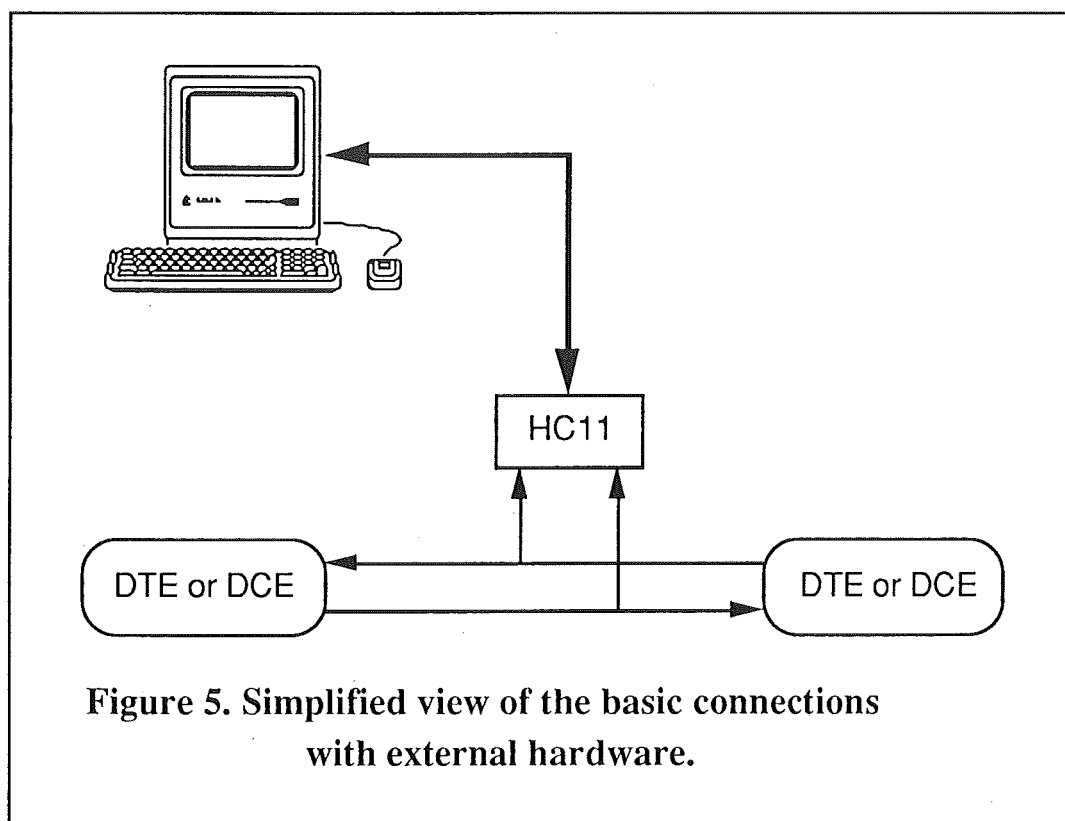 HC11
DTE or DCE
DTE or DCE
Figure 5. Simplified view of the basic connections
with external hardware.